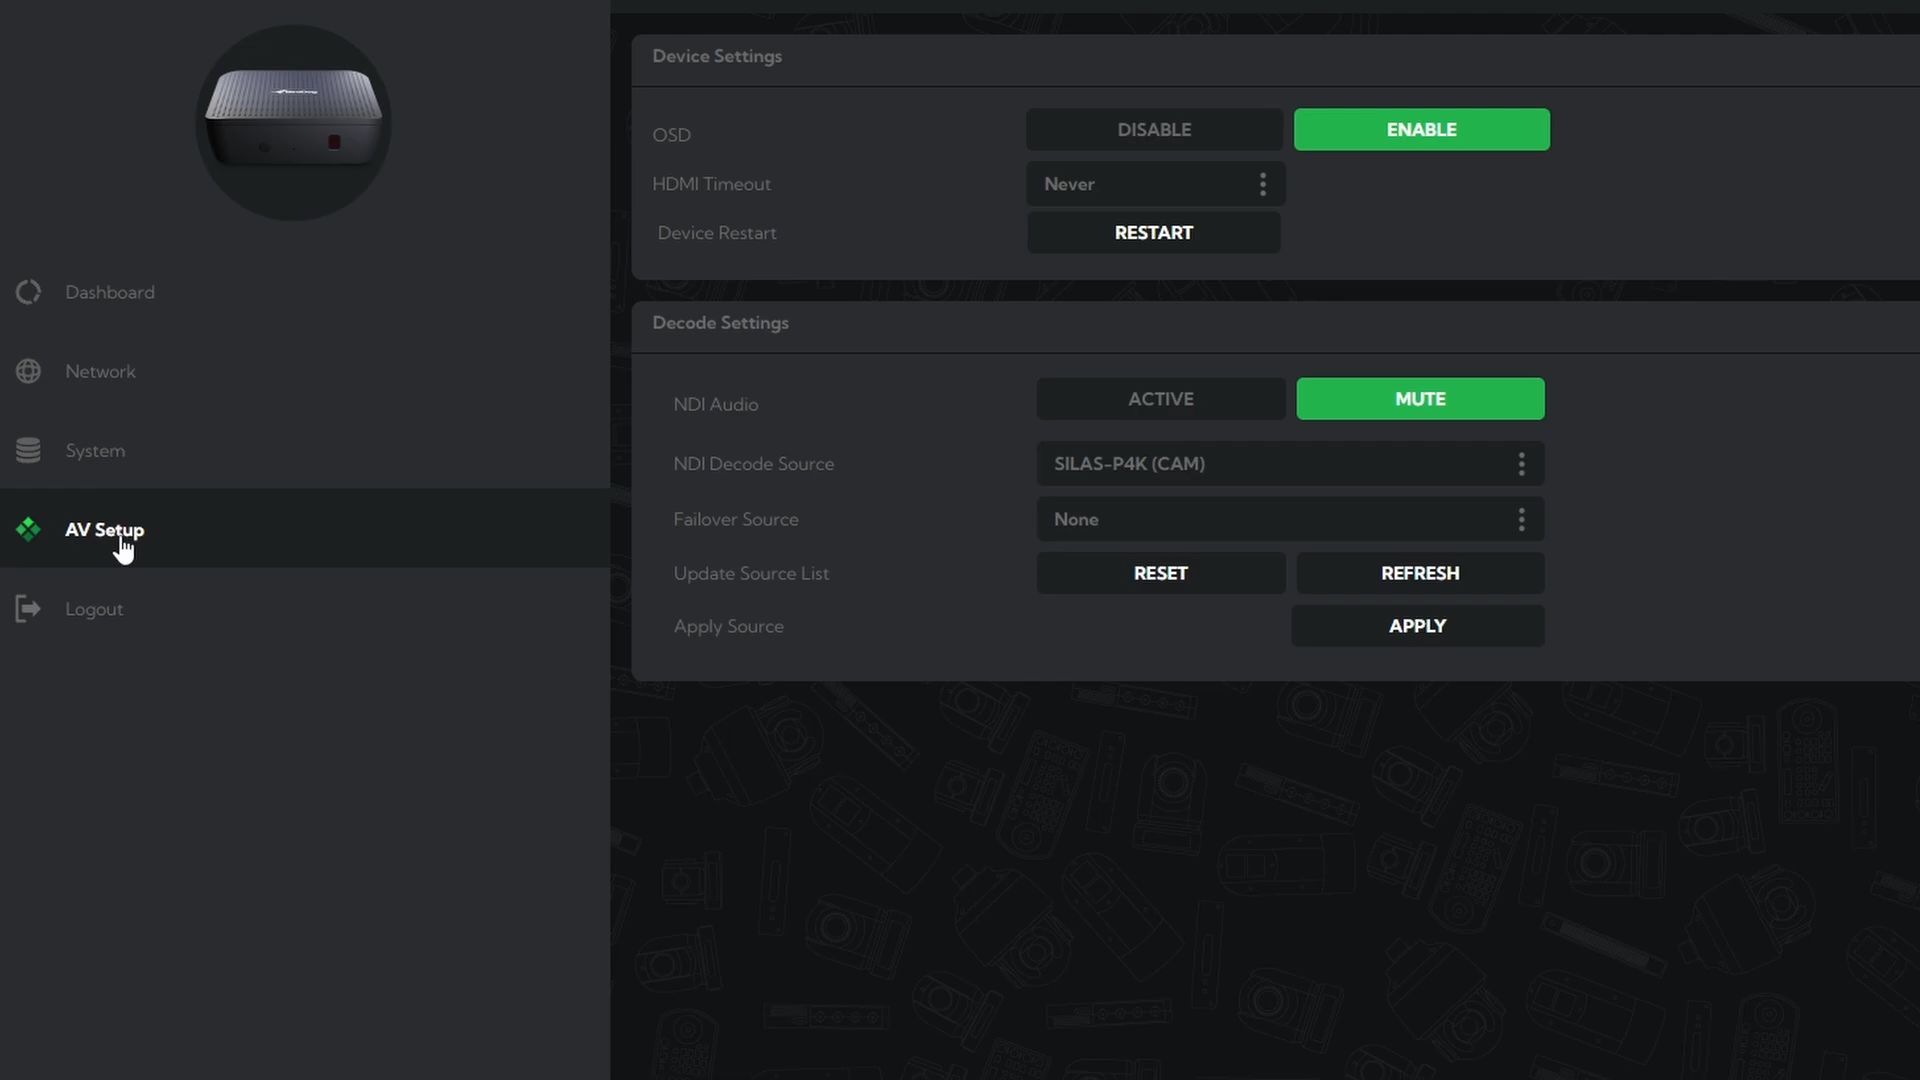 Dashboard
Network
System
AV Setup
Logout
Device Settings
OSD
DISABLE
ENABLE
HDMI Timeout
Never
Device Restart
RESTART
Decode Settings
NDI Audio
ACTIVE
MUTE
NDI Decode Source
SILAS-P4K (CAM)
Failover Source
None
Update Source List
RESET
REFRESH
Apply Source
APPLY